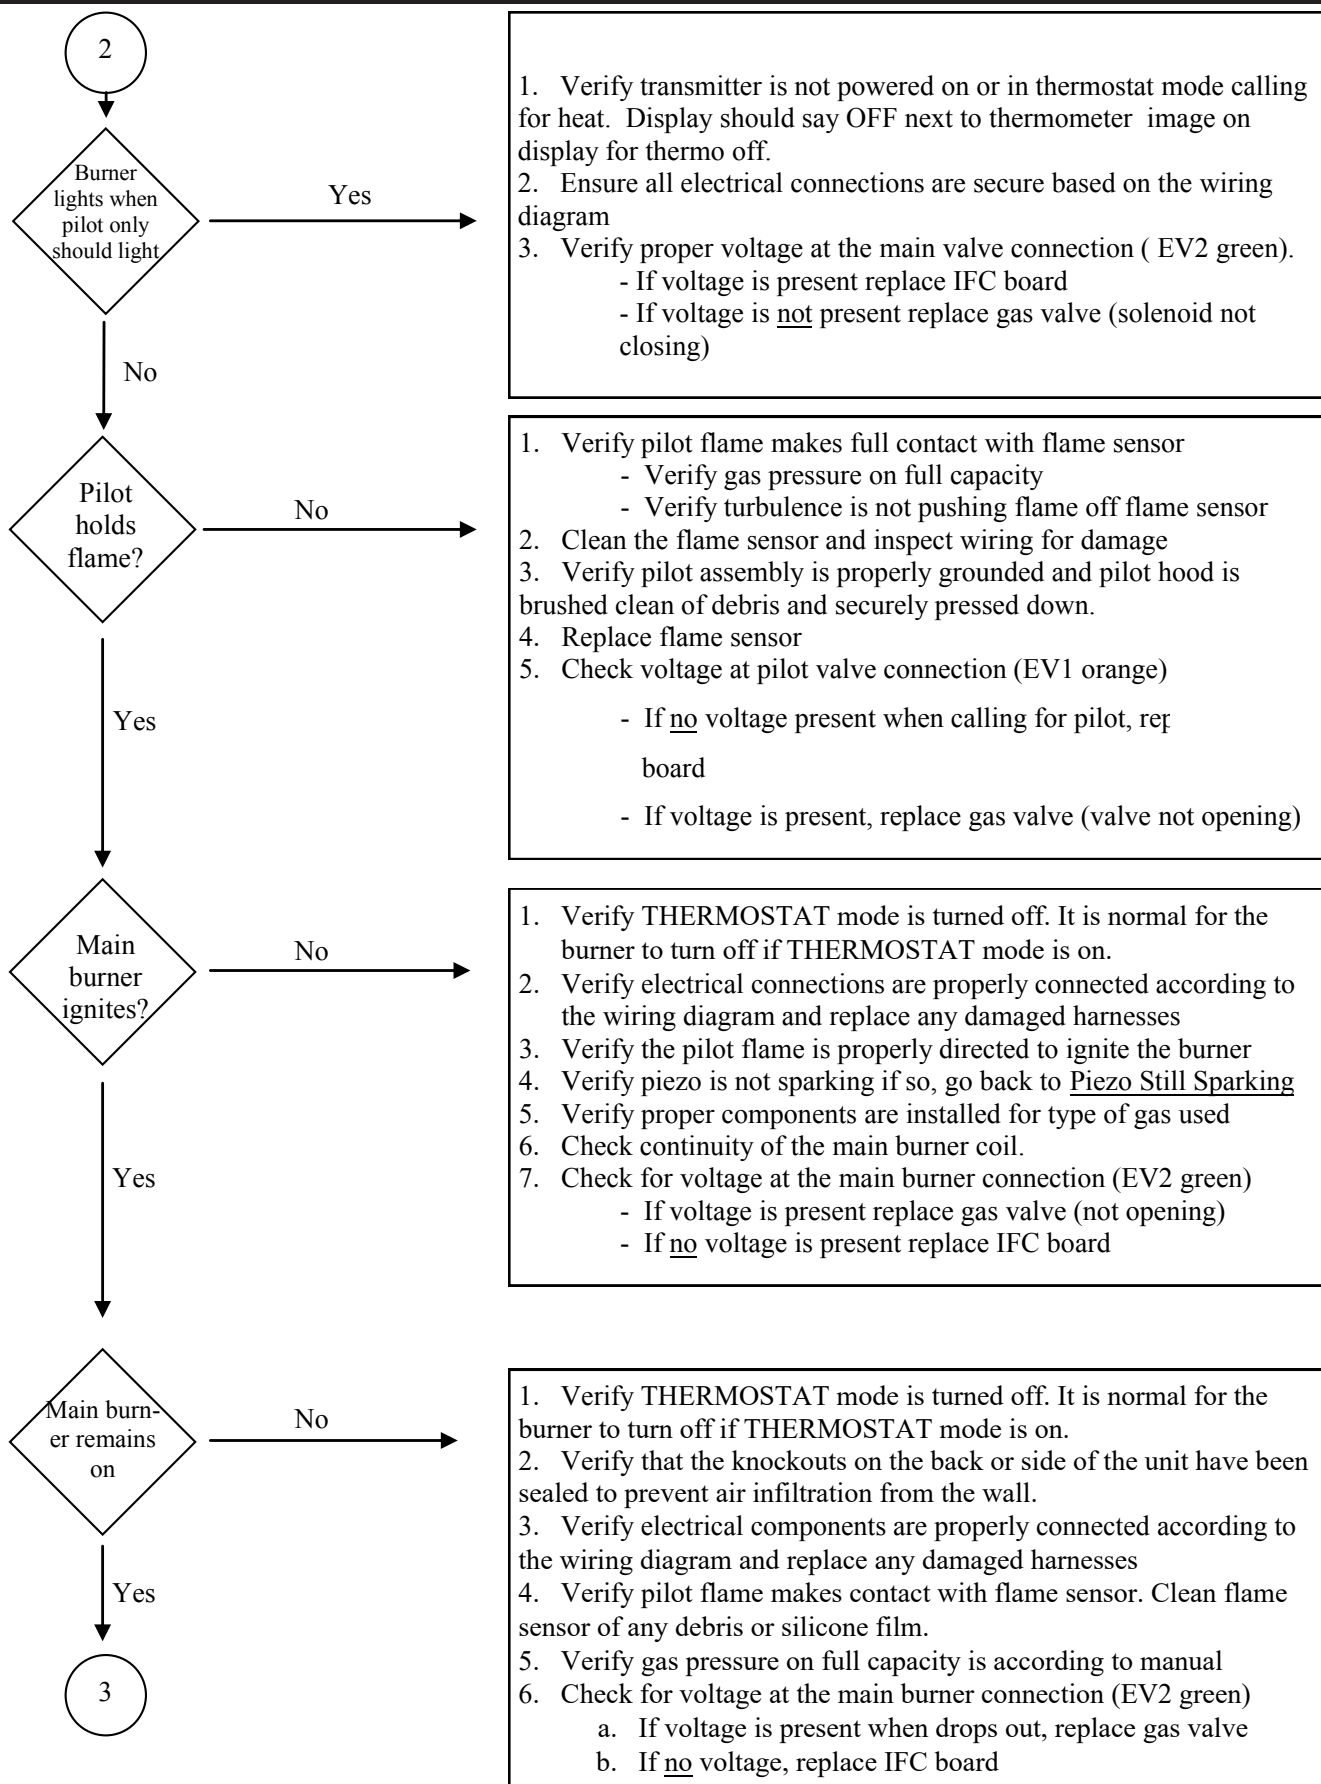 2
Burner
lights when
pilot only
should light
Yes
No
1. Verify transmitter is not powered on or in thermostat mode calling
for heat. Display should say OFF next to thermometer image on
display for thermo off.
2. Ensure all electrical connections are secure based on the wiring
diagram
3. Verify proper voltage at the main valve connection ( EV2 green).
- If voltage is present replace IFC board
- If voltage is not present replace gas valve (solenoid not
closing)
Pilot
holds
flame?
No
Yes
1. Verify pilot flame makes full contact with flame sensor
- Verify gas pressure on full capacity
- Verify turbulence is not pushing flame off flame sensor
2. Clean the flame sensor and inspect wiring for damage
3. Verify pilot assembly is properly grounded and pilot hood is
brushed clean of debris and securely pressed down.
4. Replace flame sensor
5. Check voltage at pilot valve connection (EV1 orange)
- If no voltage present when calling for pilot,
board
- If voltage is present, replace gas valve (valve not opening)
Main
burner
ignites?
No
Yes
1. Verify THERMOSTAT mode is turned off. It is normal for the
burner to turn off if THERMOSTAT mode is on.
2. Verify electrical connections are properly connected according to
the wiring diagram and replace any damaged harnesses
3. Verify the pilot flame is properly directed to ignite the burner
4. Verify piezo is not sparking if so, go back to Piezo Still Sparking
5. Verify proper components are installed for type of gas used
6. Check continuity of the main burner coil.
7. Check for voltage at the main burner connection (EV2 green)
- If voltage is present replace gas valve (not opening)
- If no voltage is present replace IFC board
Main burn-
er remains
on
No
Yes
1. Verify THERMOSTAT mode is turned off. It is normal for the
burner to turn off if THERMOSTAT mode is on.
2. Verify that the knockouts on the back or side of the unit have been
sealed to prevent air infiltration from the wall.
3. Verify electrical components are properly connected according to
the wiring diagram and replace any damaged harnesses
4. Verify pilot flame makes contact with flame sensor. Clean flame
sensor of any debris or silicone film.
5. Verify gas pressure on full capacity is according to manual
6. Check for voltage at the main burner connection (EV2 green)
a. If voltage is present when drops out, replace gas valve
b. If no voltage, replace IFC board
3